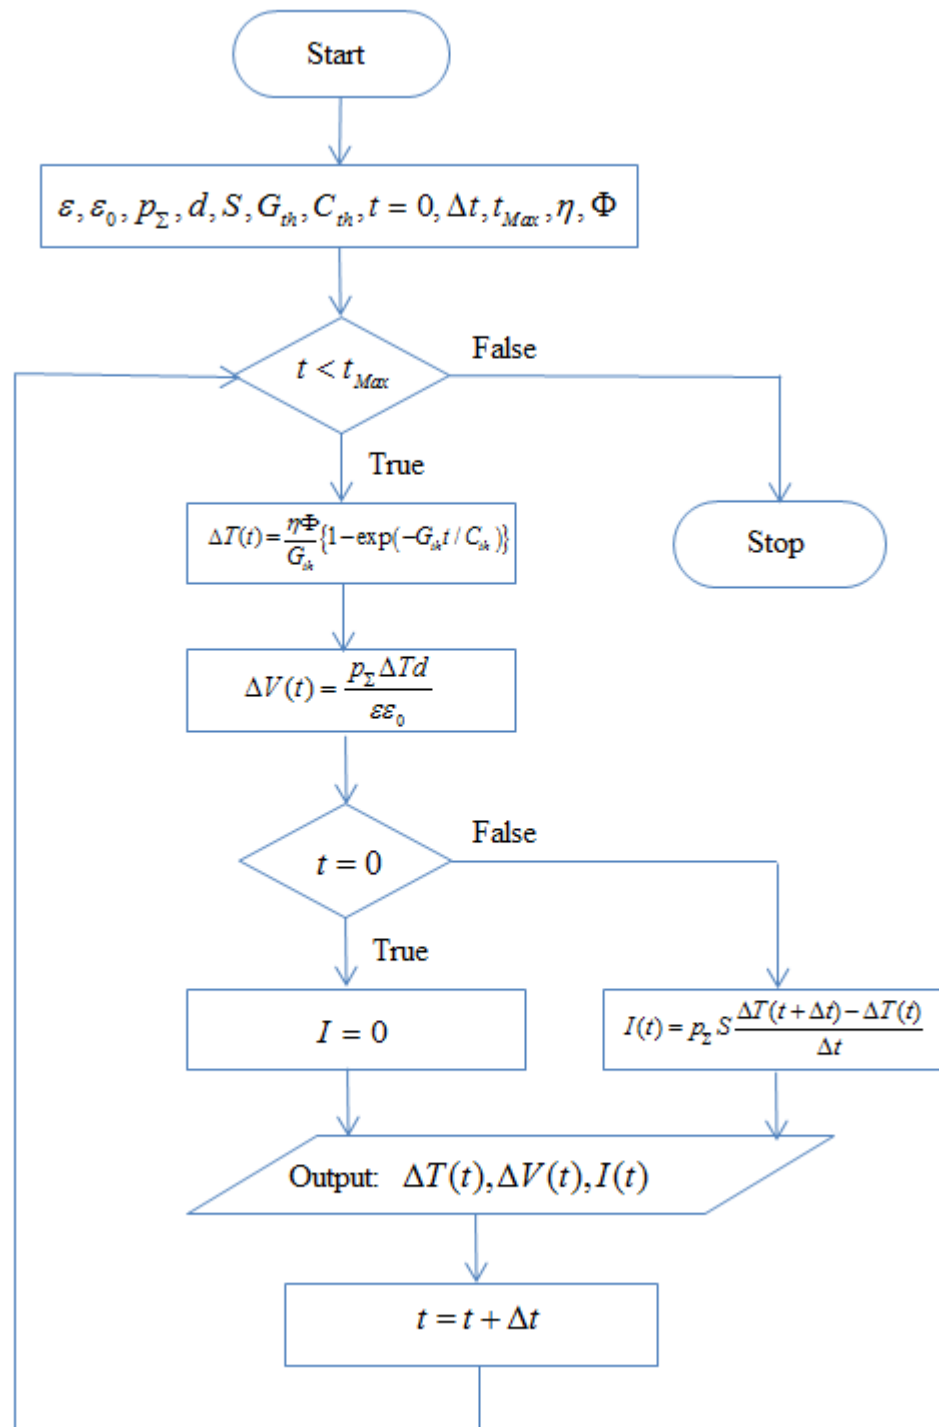 Start
ε, ε₀, p_Σ, d, S, G_th, C_th, t = 0, Δt, t_Max, η, Φ
t < t_Max
False
True
ΔT(t) = ηΦ/G_th {1 − exp(−G_th t / C_th)}
Stop
ΔV(t) = p_Σ ΔTd / εε₀
False
t = 0
True
I = 0
I(t) = p_Σ S ΔT(t + Δt) − ΔT(t) / Δt
Output: ΔT(t), ΔV(t), I(t)
t = t + Δt